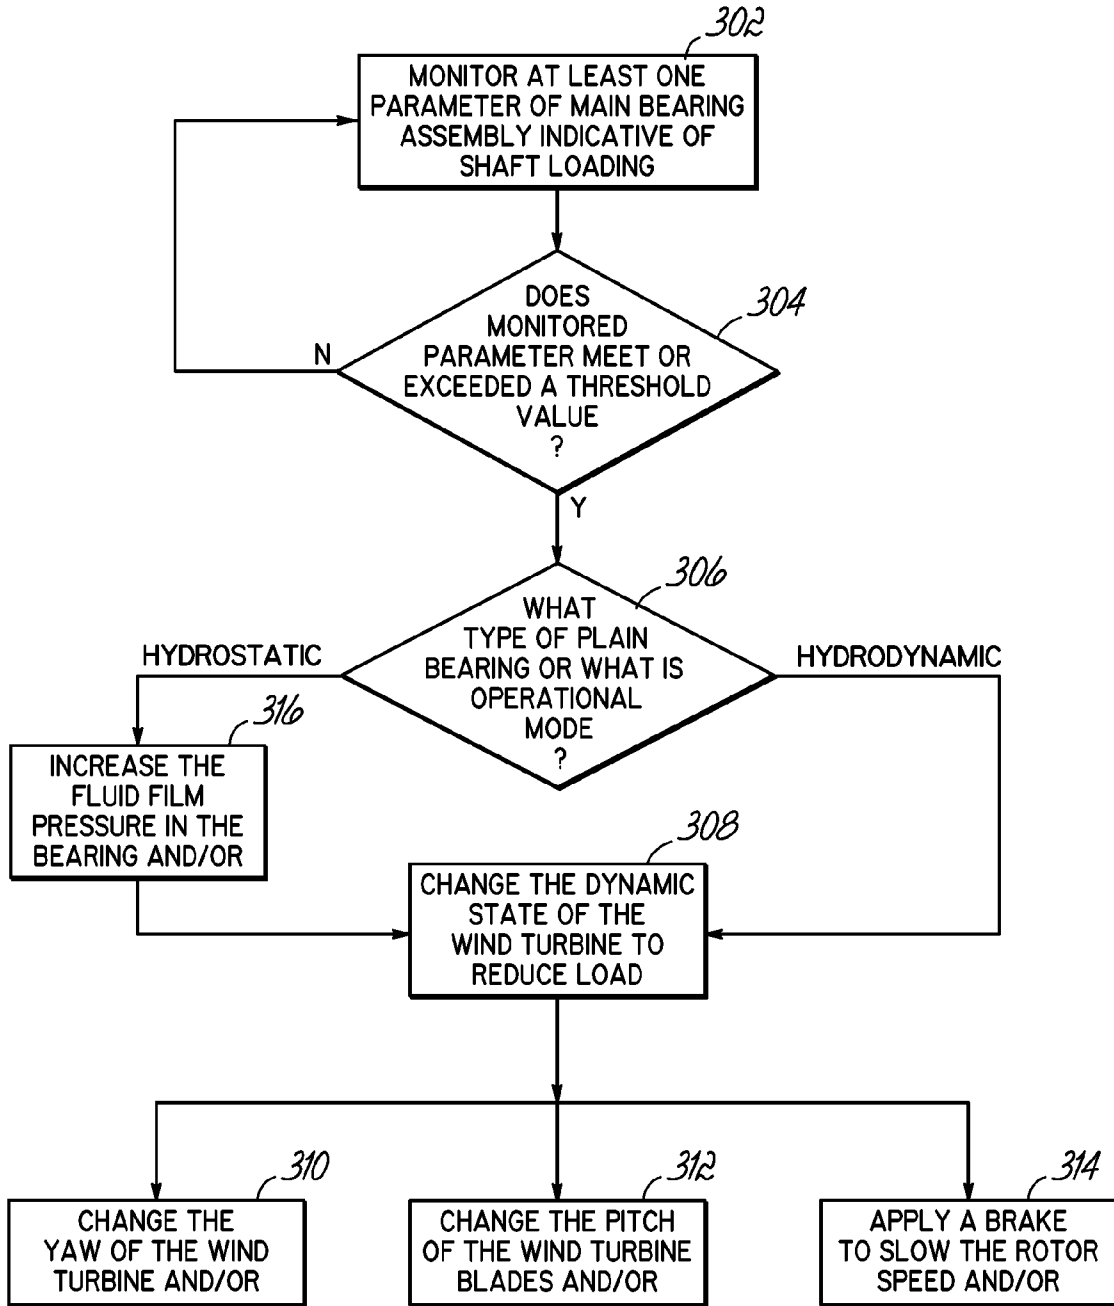 302
MONITOR AT LEAST ONE
PARAMETER OF MAIN BEARING
ASSEMBLY INDICATIVE OF
SHAFT LOADING
304
DOES
MONITORED
PARAMETER MEET OR
EXCEEDED A THRESHOLD
VALUE
?
N
Y
306
WHAT
TYPE OF PLAIN
BEARING OR WHAT IS
OPERATIONAL
MODE
?
HYDROSTATIC
HYDRODYNAMIC
316
INCREASE THE
FLUID FILM
PRESSURE IN THE
BEARING AND/OR
308
CHANGE THE DYNAMIC
STATE OF THE
WIND TURBINE TO
REDUCE LOAD
310
CHANGE THE
YAW OF THE WIND
TURBINE AND/OR
312
CHANGE THE PITCH
OF THE WIND TURBINE
BLADES AND/OR
314
APPLY A BRAKE
TO SLOW THE ROTOR
SPEED AND/OR